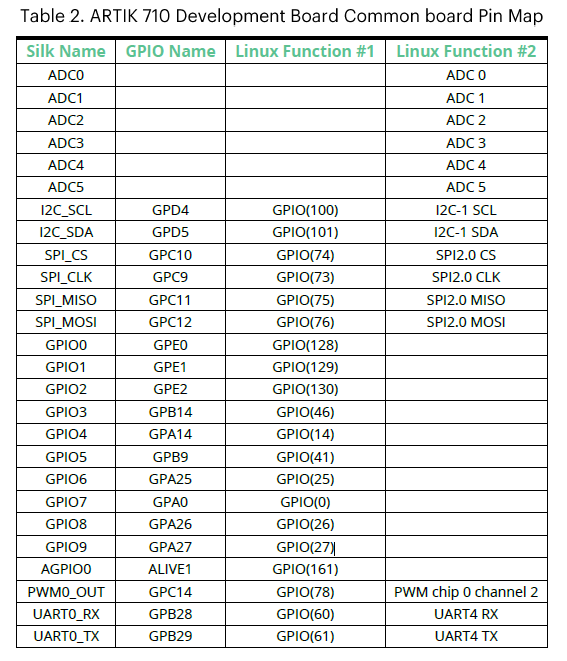 Table 2. ARTIK 710 Development Board Common board Pin Map
Silk Name GPIO Name Linux Function #1 Linux Function #2
ADC0 ADC 0
ADC1 ADC 1
ADC2 ADC 2
ADC3 ADC 3
ADC4 ADC 4
ADC5 ADC 5
I2C_SCL GPD4 GPIO(100) I2C-1 SCL
I2C_SDA GPD5 GPIO(101) I2C-1 SDA
SPI_CS GPC10 GPIO(74) SPI2.0 CS
SPI_CLK GPC9 GPIO(73) SPI2.0 CLK
SPI_MISO GPC11 GPIO(75) SPI2.0 MISO
SPI_MOSI GPC12 GPIO(76) SPI2.0 MOSI
GPIO0 GPE0 GPIO(128)
GPIO1 GPE1 GPIO(129)
GPIO2 GPE2 GPIO(130)
GPIO3 GPB14 GPIO(46)
GPIO4 GPA14 GPIO(14)
GPIO5 GPB9 GPIO(41)
GPIO6 GPA25 GPIO(25)
GPIO7 GPA0 GPIO(0)
GPIO8 GPA26 GPIO(26)
GPIO9 GPA27 GPIO(27)
AGPIO0 ALIVE1 GPIO(161)
PWM0_OUT GPC14 GPIO(78) PWM chip 0 channel 2
UART0_RX GPB28 GPIO(60) UART4 RX
UART0_TX GPB29 GPIO(61) UART4 TX